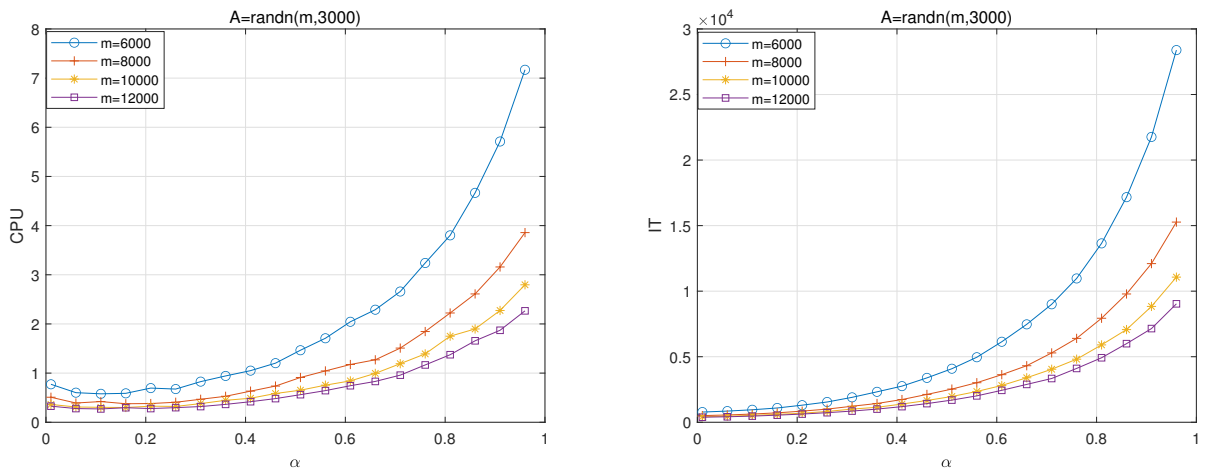 A=randn(m,3000)
8
7
6
5
4
3
2
1
0
CPU
m=6000
m=8000
m=10000
m=12000
0 0.2 0.4 0.6 0.8 1
α
×10^4
A=randn(m,3000)
3
2.5
2
1.5
1
0.5
0
IT
m=6000
m=8000
m=10000
m=12000
0 0.2 0.4 0.6 0.8 1
α